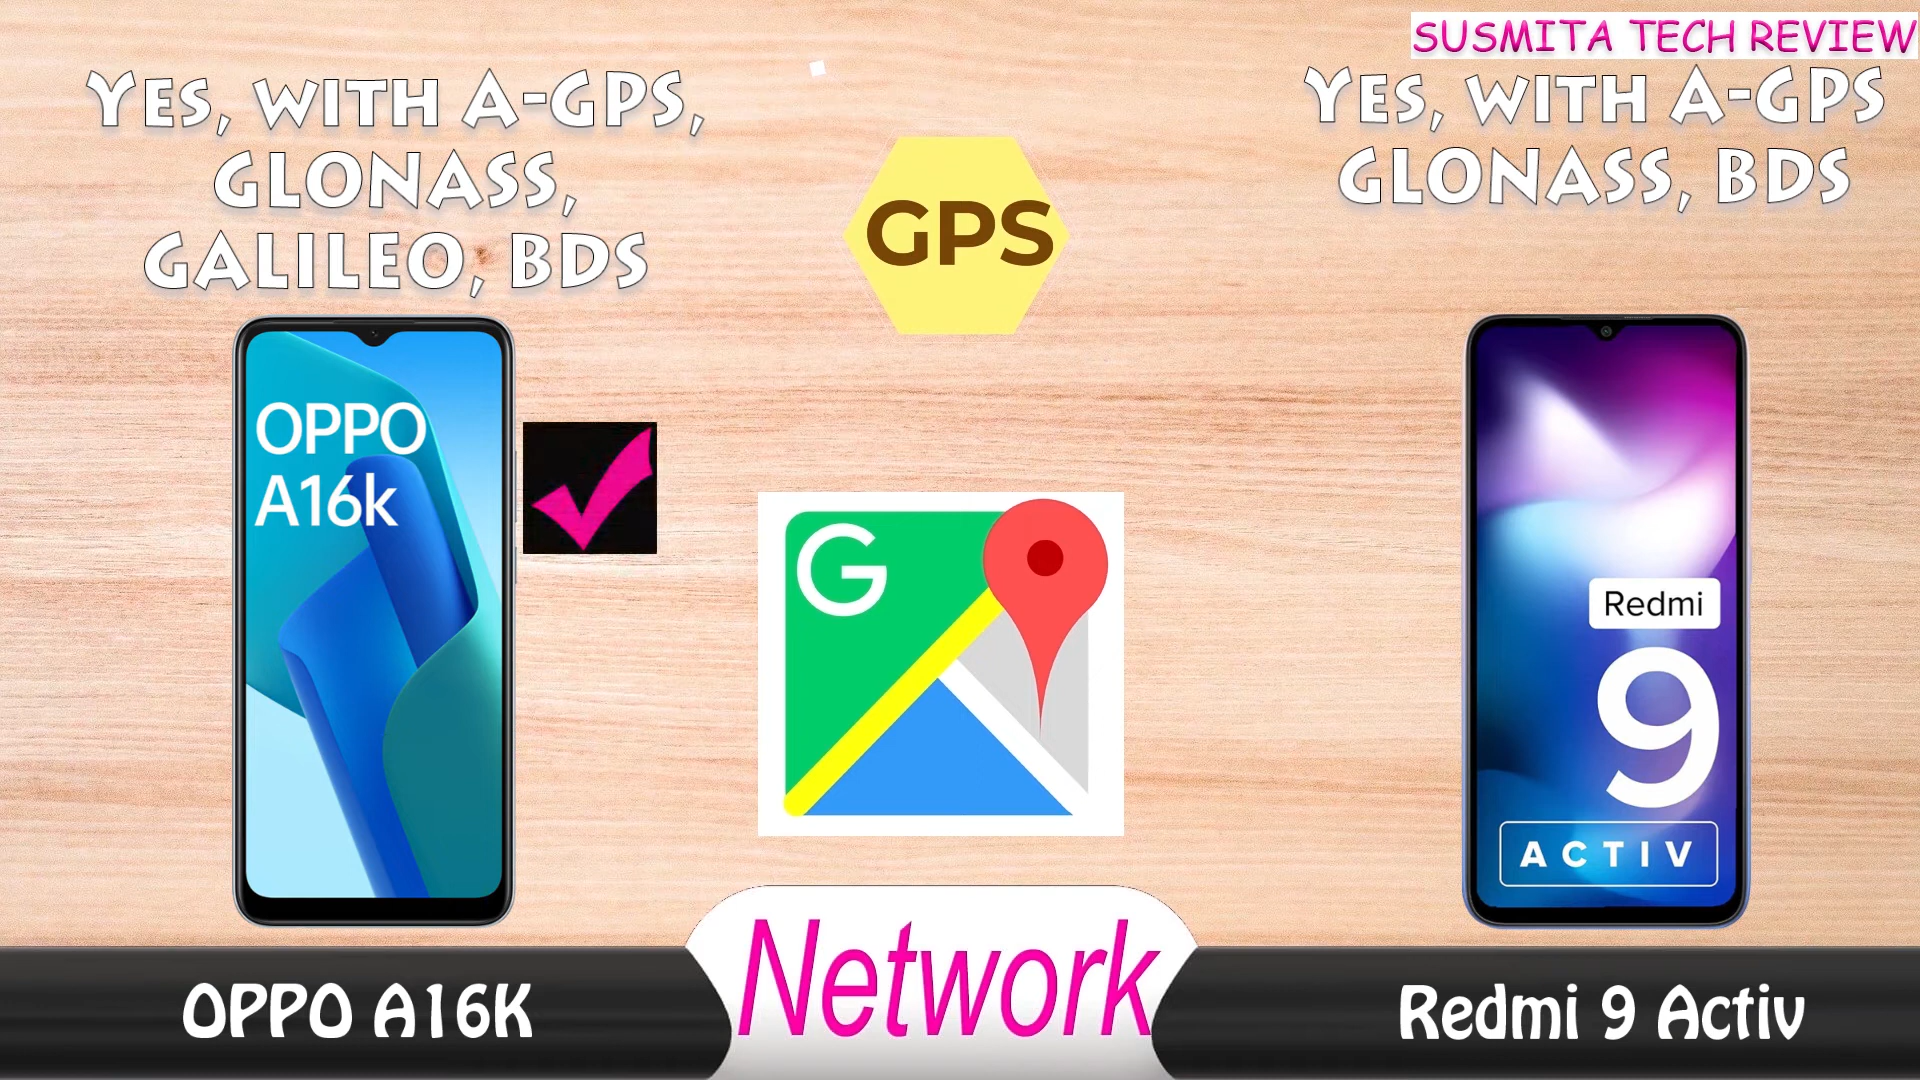 SUSMITA TECH REVIEW
YES, WITH A-GPS,
GLONASS,
GALILEO, BDS
GPS
YES, WITH A-GPS
GLONASS, BDS
OPPO
A16k
G
Redmi
9
ACTIV
OPPO A16K
Network
Redmi 9 Activ